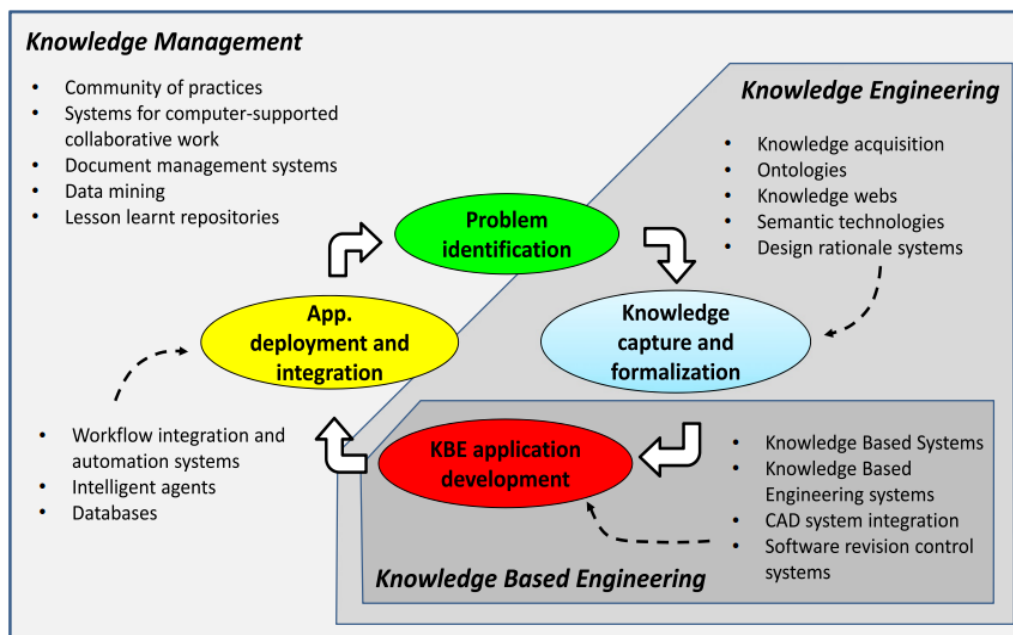 Knowledge Management
• Community of practices
• Systems for computer-supported
collaborative work
• Document management systems
• Data mining
• Lesson learnt repositories
Knowledge Engineering
• Knowledge acquisition
• Ontologies
• Knowledge webs
• Semantic technologies
• Design rationale systems
Problem
identification
App.
deployment and
integration
Knowledge
capture and
formalization
• Workflow integration and
automation systems
• Intelligent agents
• Databases
KBE application
development
• Knowledge Based Systems
• Knowledge Based
Engineering systems
• CAD system integration
• Software revision control
systems
Knowledge Based Engineering